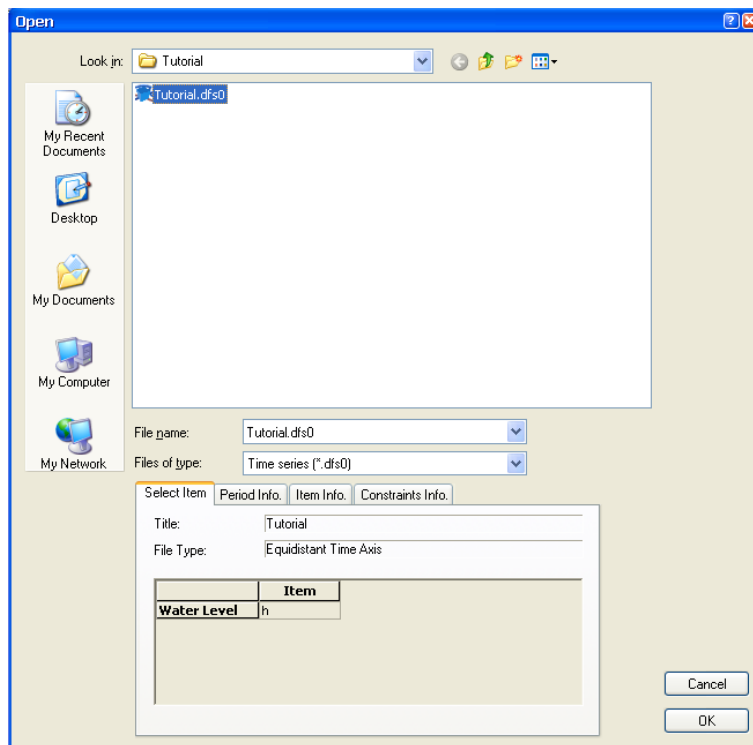 Open
Look in: Tutorial
Tutorial.dfs0
My Recent
Documents
Desktop
My Documents
My Computer
My Network
File name: Tutorial.dfs0
Files of type: Time series (*.dfs0)
Select Item Period Info. Item Info. Constraints Info.
Title: Tutorial
File Type: Equidistant Time Axis
Item
Water Level h
Cancel
OK